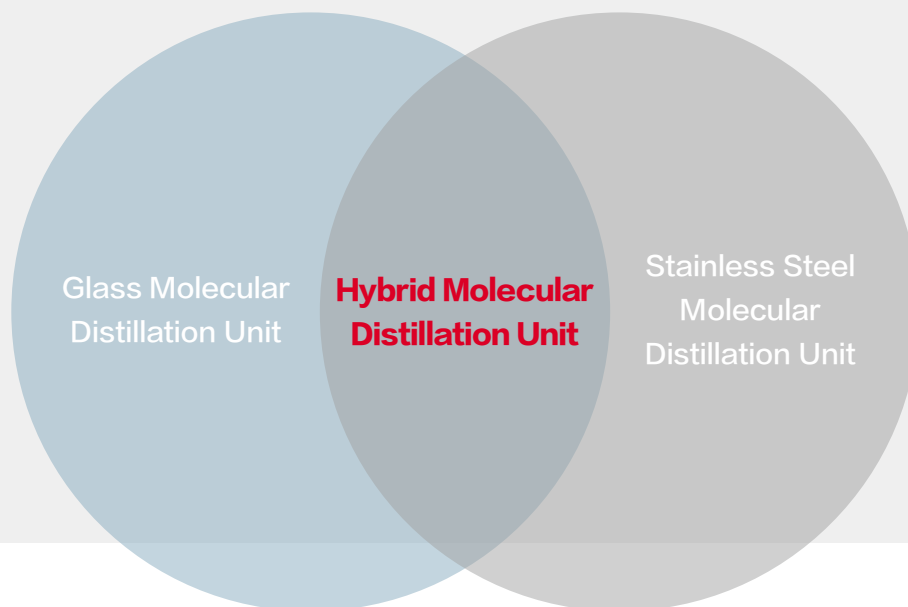 Glass Molecular
Distillation Unit
Hybrid Molecular
Distillation Unit
Stainless Steel
Molecular
Distillation Unit